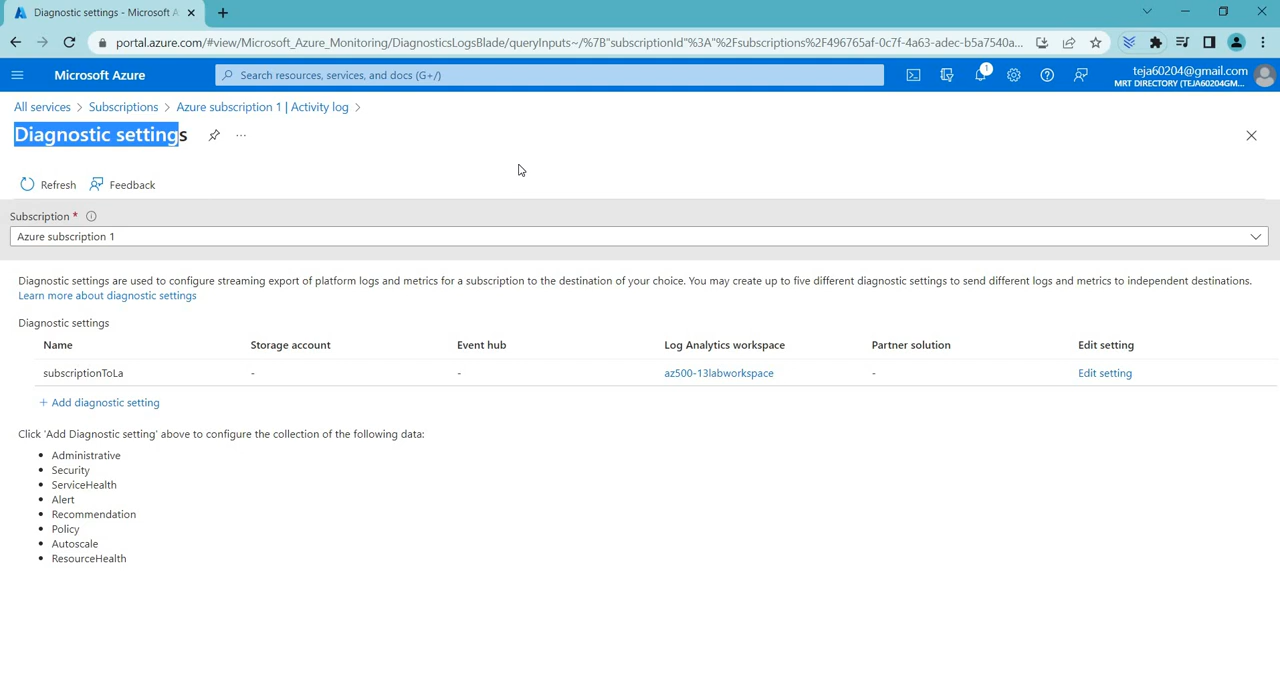 Diagnostic settings - Microsoft A
portal.azure.com/#view/Microsoft_Azure_Monitoring/DiagnosticsLogsBlade/queryInputs~/%7B"subscriptionId"%3A"%2Fsubscriptions%2F496765af-0c7f-4a63-adec-b5a7540a...
Microsoft Azure
Search resources, services, and docs (G+/)
1
teja60204@gmail.com
MRT DIRECTORY (TEJA60204GM...
All services > Subscriptions > Azure subscription 1 | Activity log >
Diagnostic settings
Refresh
Feedback
Subscription *
Azure subscription 1
Diagnostic settings are used to configure streaming export of platform logs and metrics for a subscription to the destination of your choice. You may create up to five different diagnostic settings to send different logs and metrics to independent destinations.
Learn more about diagnostic settings
Diagnostic settings
Name Storage account Event hub Log Analytics workspace Partner solution Edit setting
subscriptionToLa - - az500-13labworkspace - Edit setting
+ Add diagnostic setting
Click 'Add Diagnostic setting' above to configure the collection of the following data:
• Administrative
• Security
• ServiceHealth
• Alert
• Recommendation
• Policy
• Autoscale
• ResourceHealth